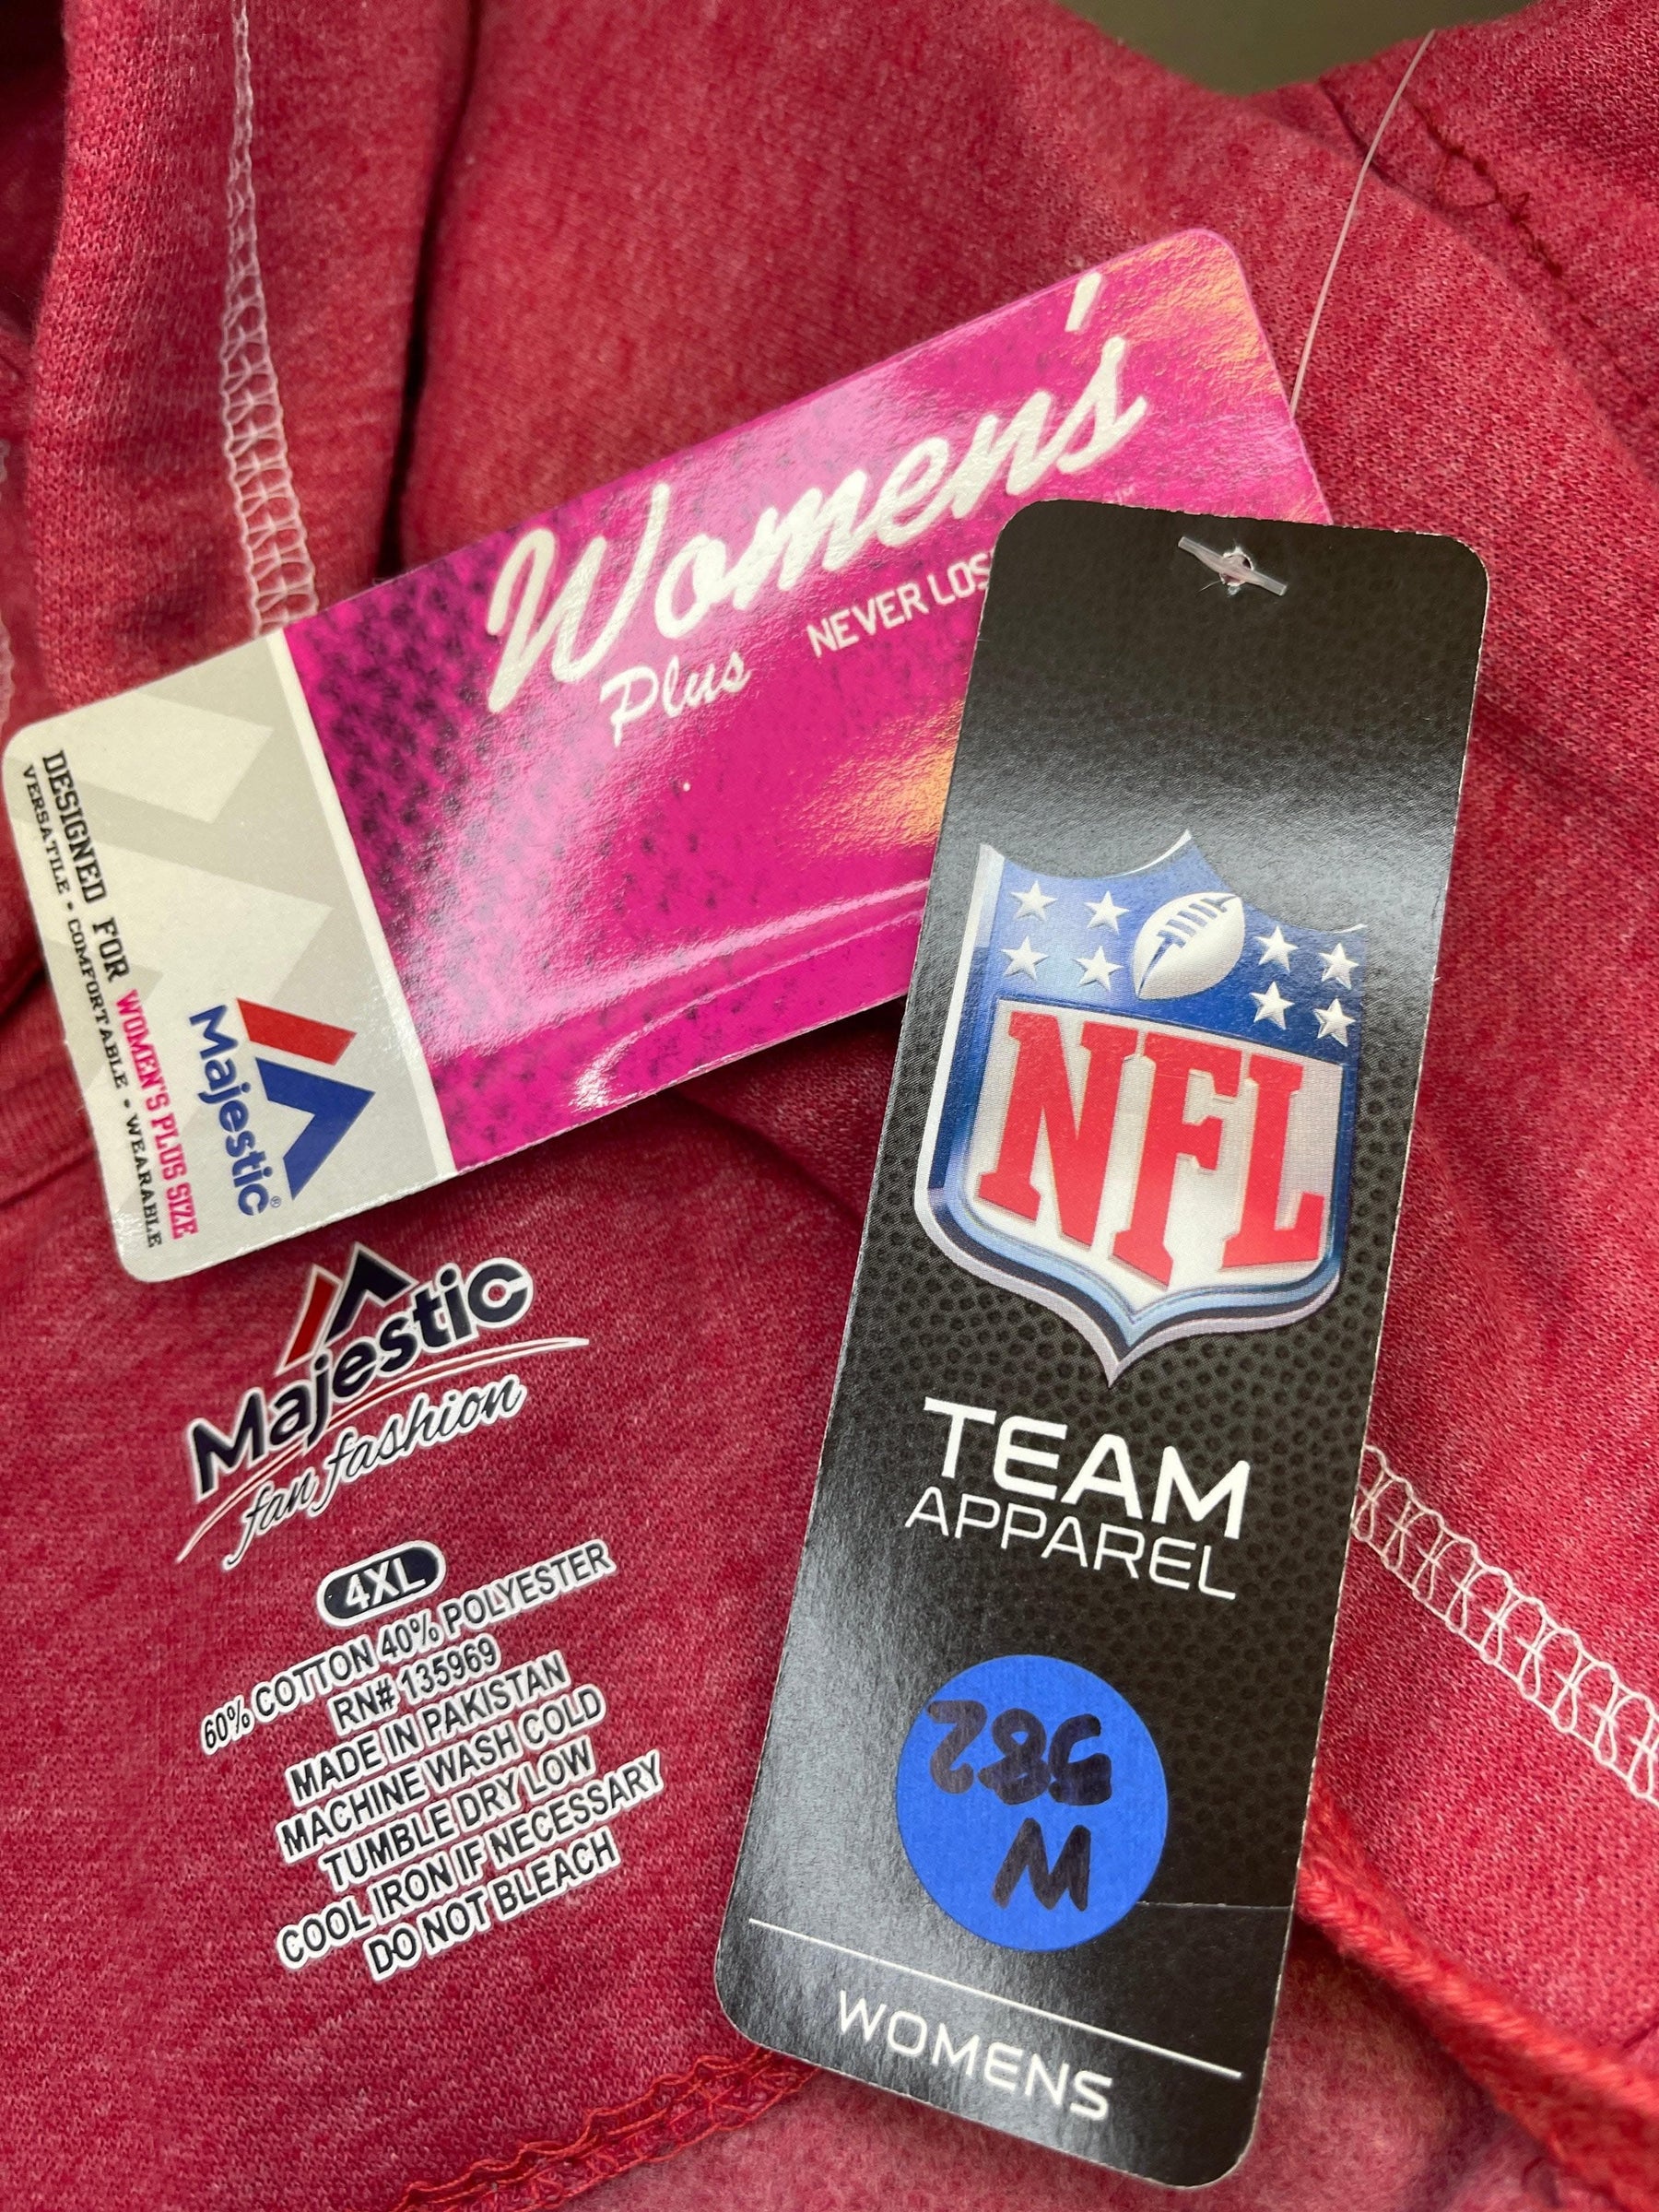 Women's
Plus
NEVER
DESIGNED FOR WOMEN'S PLUS SIZE
VERSATILE • COMFORTABLE • WEARABLE
Majestic®
NFL
TEAM
APPAREL
W
582
WOMENS
Majestic
fan fashion
4XL
60% COTTON 40% POLYESTER
RN# 135969
MADE IN PAKISTAN
MACHINE WASH COLD
TUMBLE DRY LOW
COOL IRON IF NECESSARY
DO NOT BLEACH